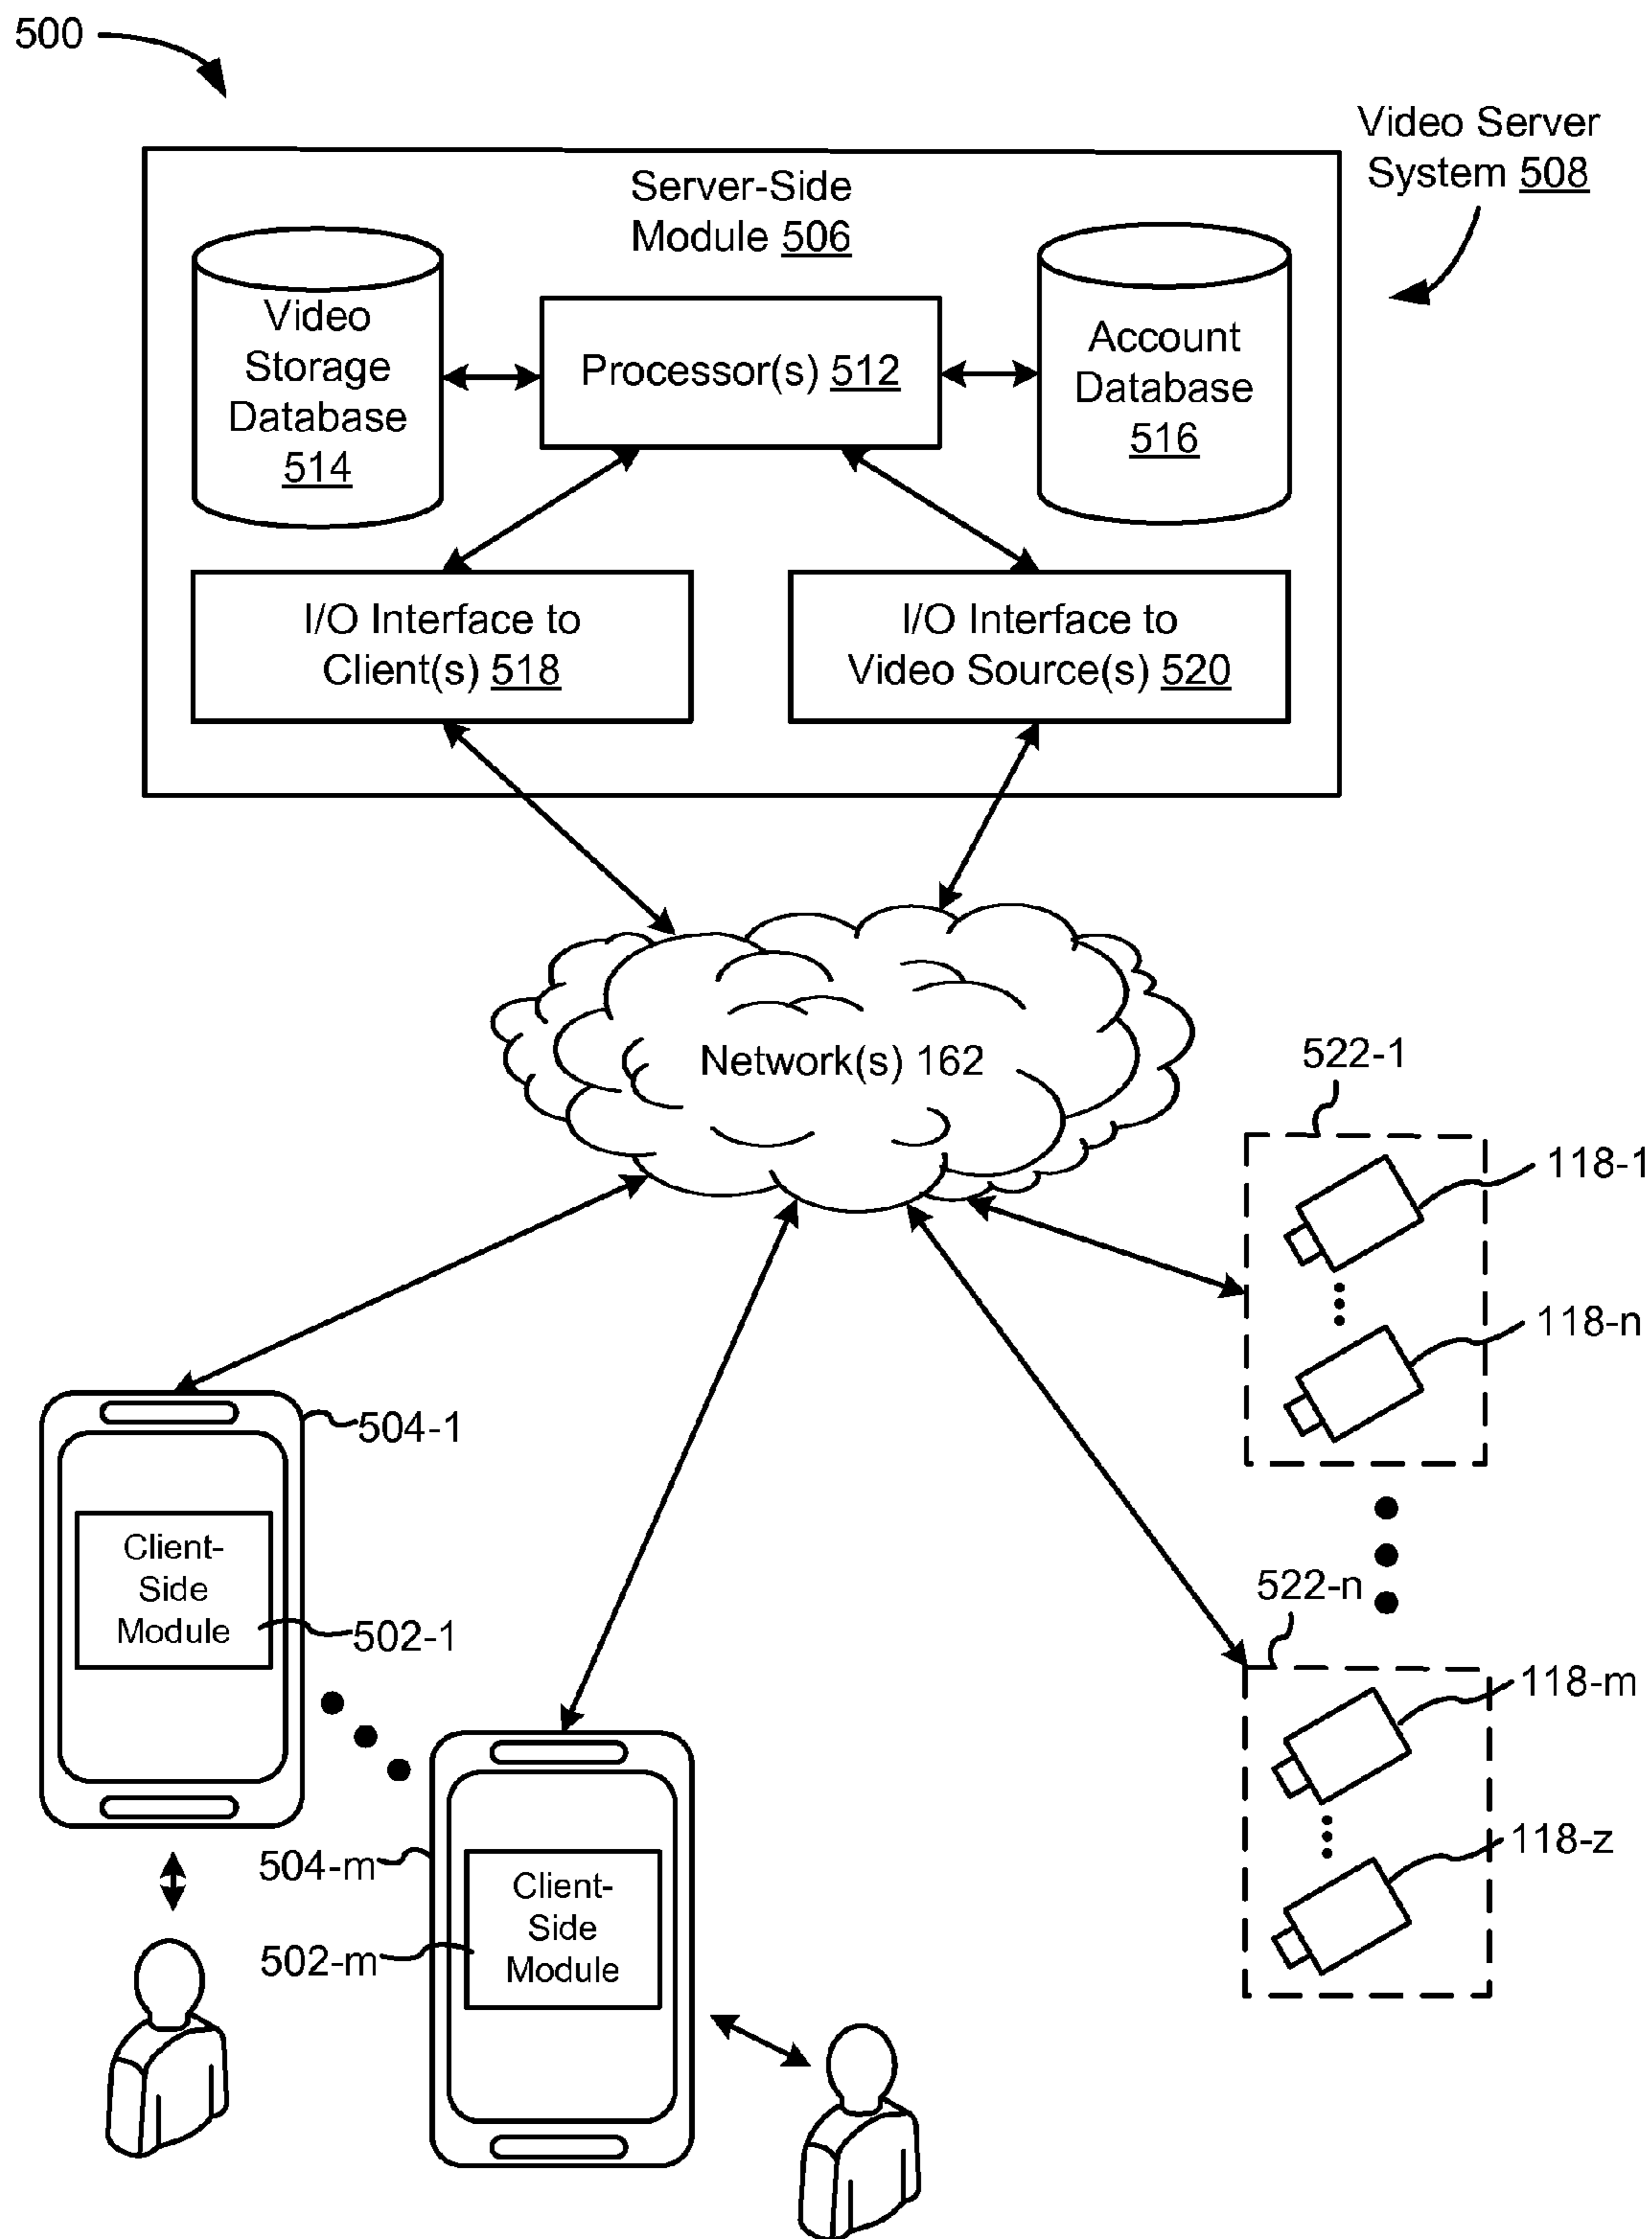 500
Video Server
System 508
Server-Side
Module 506
Video
Storage
Database
514
Processor(s) 512
Account
Database
516
I/O Interface to
Client(s) 518
I/O Interface to
Video Source(s) 520
Network(s) 162
522-1
118-1
118-n
504-1
Client-
Side
Module
502-1
522-n
118-m
118-z
504-m
Client-
Side
Module
502-m